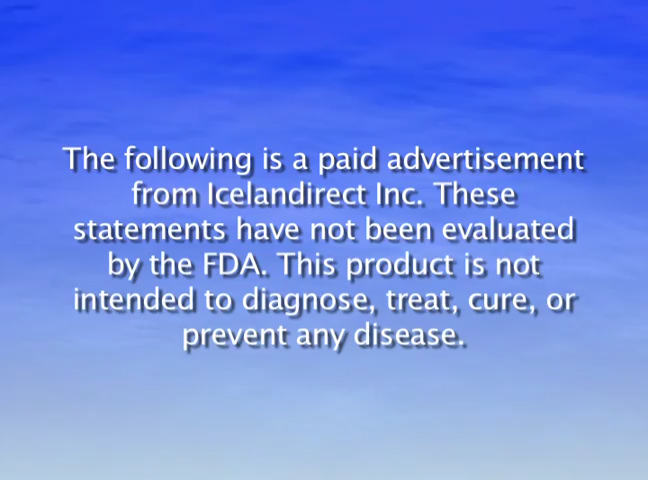 The following is a paid advertisement
from Icelandirect Inc. These
statements have not been evaluated
by the FDA. This product is not
intended to diagnose, treat, cure, or
prevent any disease.